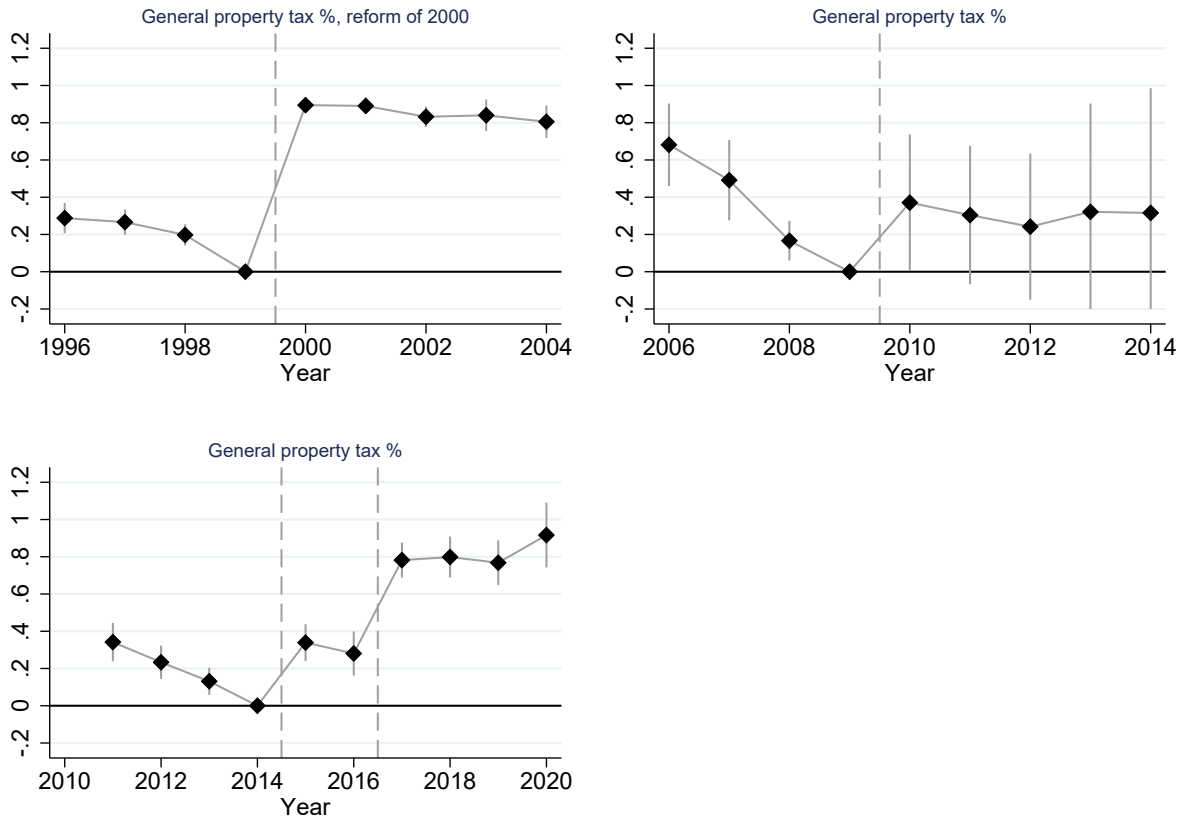 General property tax %, reform of 2000
1.2
1
.8
.6
.4
.2
0
-.2
1996 1998 2000 2002 2004
Year
General property tax %
1.2
1
.8
.6
.4
.2
0
-.2
2006 2008 2010 2012 2014
Year
General property tax %
1.2
1
.8
.6
.4
.2
0
-.2
2010 2012 2014 2016 2018 2020
Year